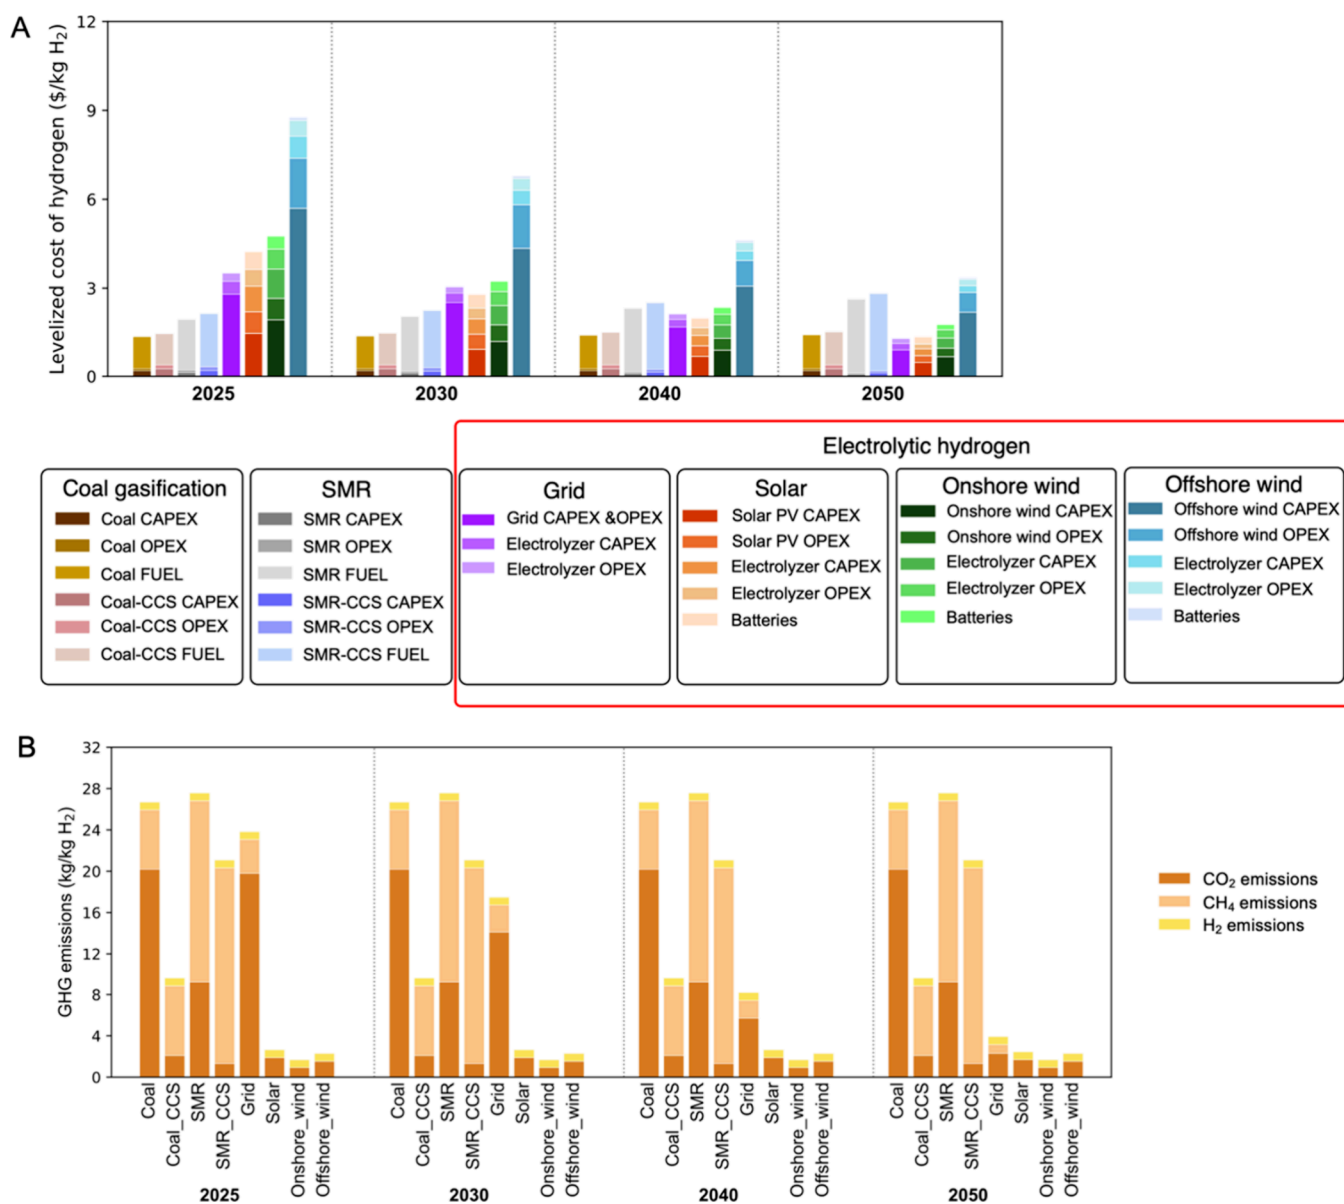 A
Levelized cost of hydrogen ($/kg H₂)
12
9
6
3
0
2025 2030 2040 2050
Electrolytic hydrogen
Coal gasification
Coal CAPEX
Coal OPEX
Coal FUEL
Coal-CCS CAPEX
Coal-CCS OPEX
Coal-CCS FUEL
SMR
SMR CAPEX
SMR OPEX
SMR FUEL
SMR-CCS CAPEX
SMR-CCS OPEX
SMR-CCS FUEL
Grid
Grid CAPEX &OPEX
Electrolyzer CAPEX
Electrolyzer OPEX
Solar
Solar PV CAPEX
Solar PV OPEX
Electrolyzer CAPEX
Electrolyzer OPEX
Batteries
Onshore wind
Onshore wind CAPEX
Onshore wind OPEX
Electrolyzer CAPEX
Electrolyzer OPEX
Batteries
Offshore wind
Offshore wind CAPEX
Offshore wind OPEX
Electrolyzer CAPEX
Electrolyzer OPEX
Batteries
B
GHG emissions (kg/kg H₂)
32
28
24
20
16
12
8
4
0
CO₂ emissions
CH₄ emissions
H₂ emissions
Coal
Coal_CCS
SMR
SMR_CCS
Grid
Solar
Onshore_wind
Offshore_wind
Coal
Coal_CCS
SMR
SMR_CCS
Grid
Solar
Onshore_wind
Offshore_wind
Coal
Coal_CCS
SMR
SMR_CCS
Grid
Solar
Onshore_wind
Offshore_wind
Coal
Coal_CCS
SMR
SMR_CCS
Grid
Solar
Onshore_wind
Offshore_wind
2025 2030 2040 2050